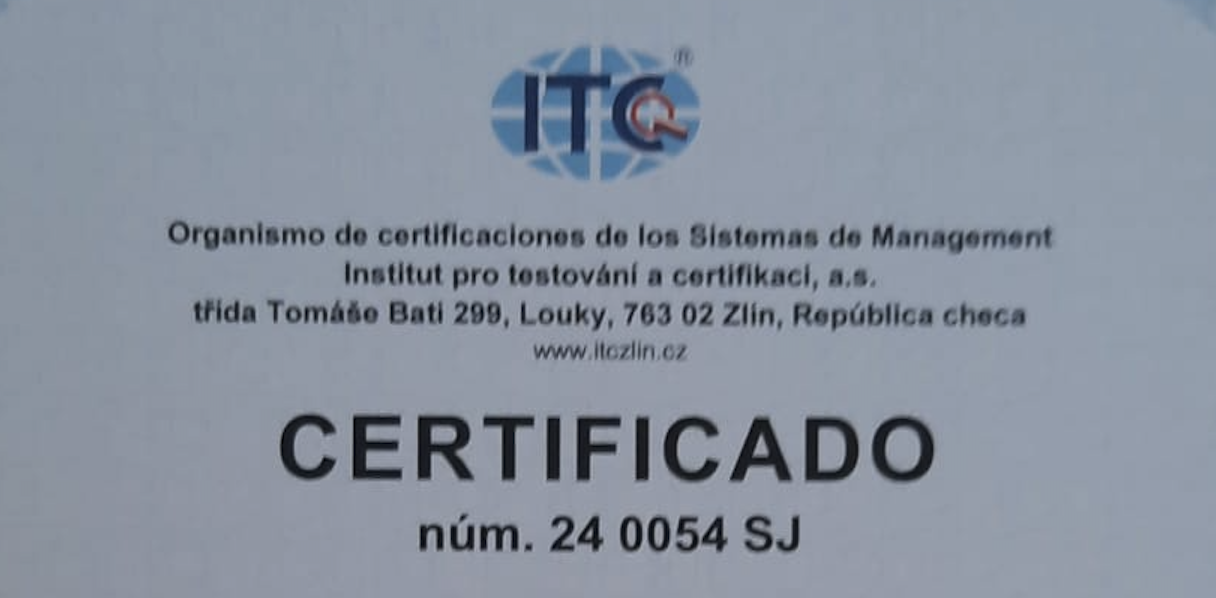 ITC ®
Organismo de certificaciones de los Sistemas de Management
Institut pro testování a certifikaci, a.s.
třída Tomáše Bati 299, Louky, 763 02 Zlín, República checa
www.itczlin.cz
CERTIFICADO
núm. 24 0054 SJ